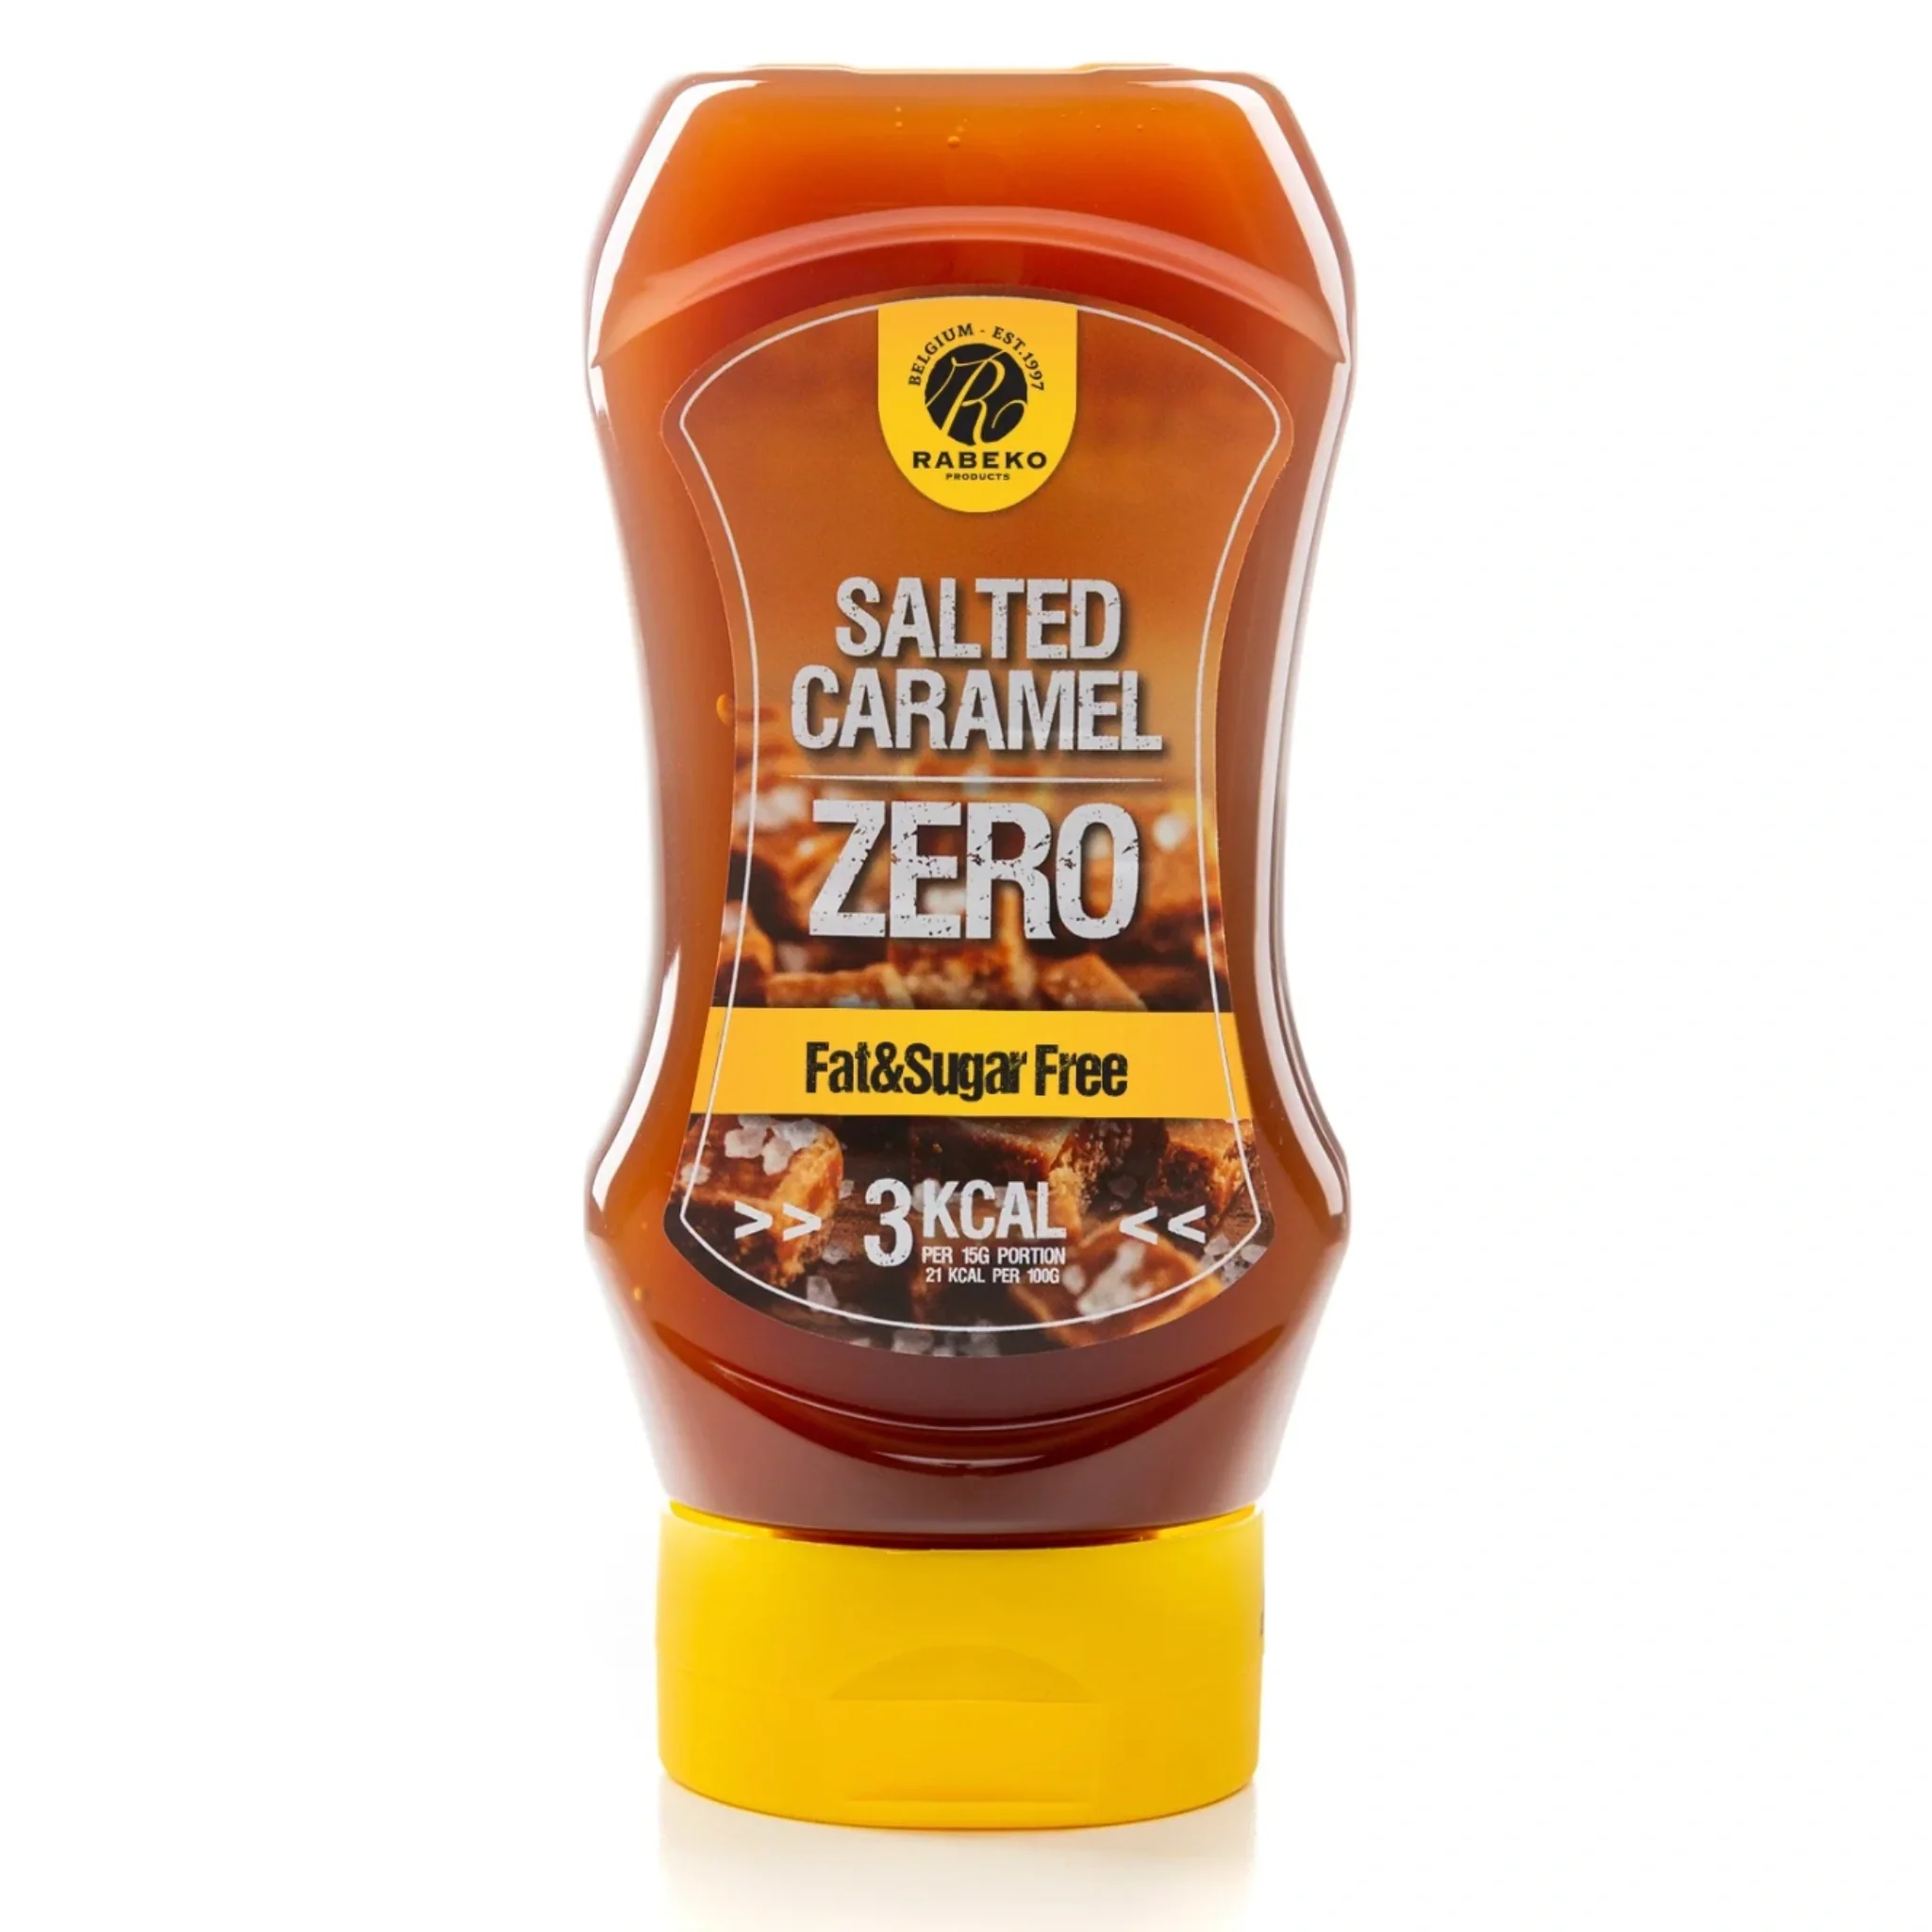 BELGIUM - EST.1997
R
RABEKO
PRODUCTS
SALTED
CARAMEL
ZERO
Fat&Sugar Free
>> 3 KCAL <<
PER 15G PORTION
21 KCAL PER 100G